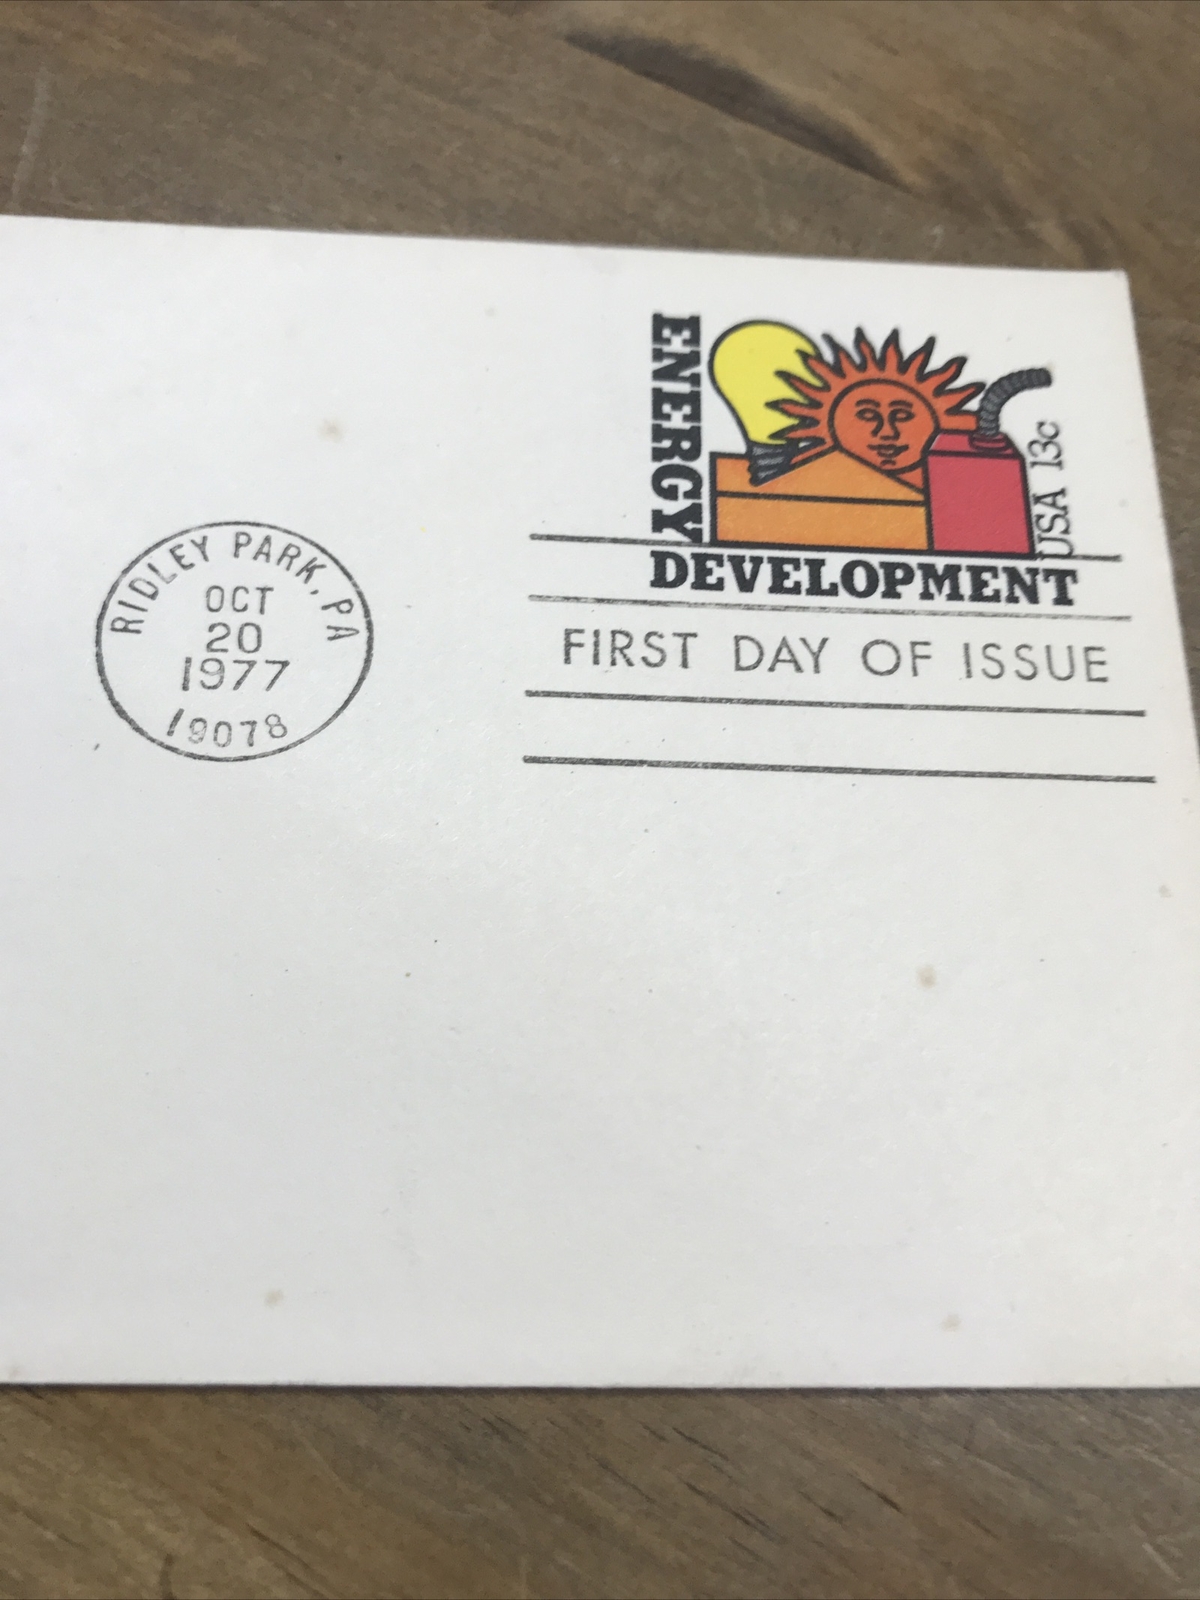 ENERGY
DEVELOPMENT
USA 13c
RIDLEY PARK, PA
OCT
20
1977
19078
FIRST DAY OF ISSUE